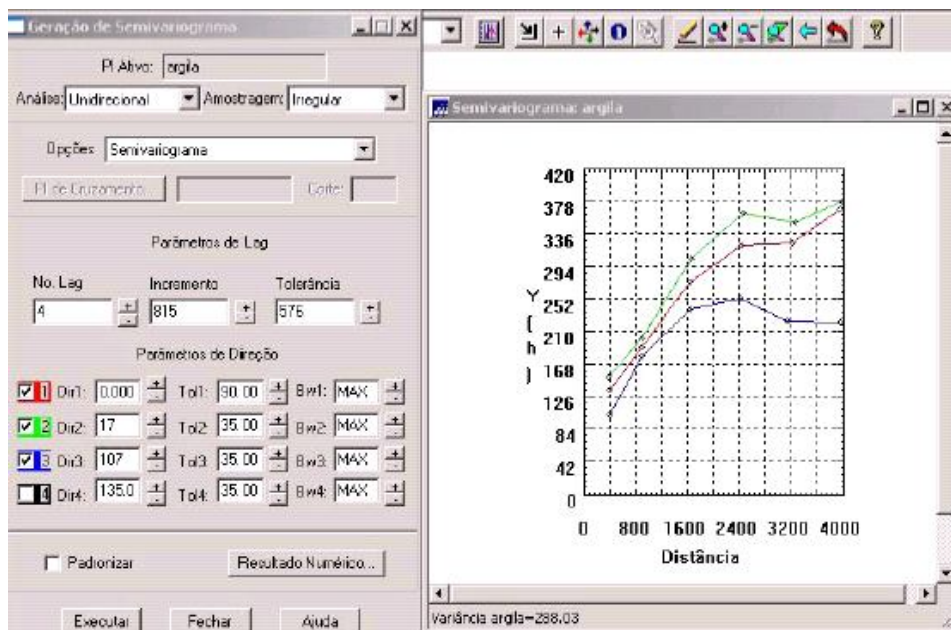 Geração de Semivariograma
PI Ativo: argila
Análise: Unidirecional Amostragem: Irregular
Opções: Semivariograma
PI de Cruzamento... Corte:
Parâmetros de Lag
No. Lag Incremento Tolerância
4 815 576
Parâmetros de Direção
1 Dir1: 0.000 Tol1: 90.00 Bw1: MAX
2 Dir2: 17 Tol2: 35.00 Bw2: MAX
3 Dir3: 107 Tol3: 35.00 Bw3: MAX
4 Dir4: 135.0 Tol4: 35.00 Bw4: MAX
Padronizar Resultado Numérico...
Executar Fechar Ajuda
Semivariograma: argila
420
378
336
294
252
210
168
126
84
42
0
Y(h)
0 800 1600 2400 3200 4000
Distância
Variância argila=288.03